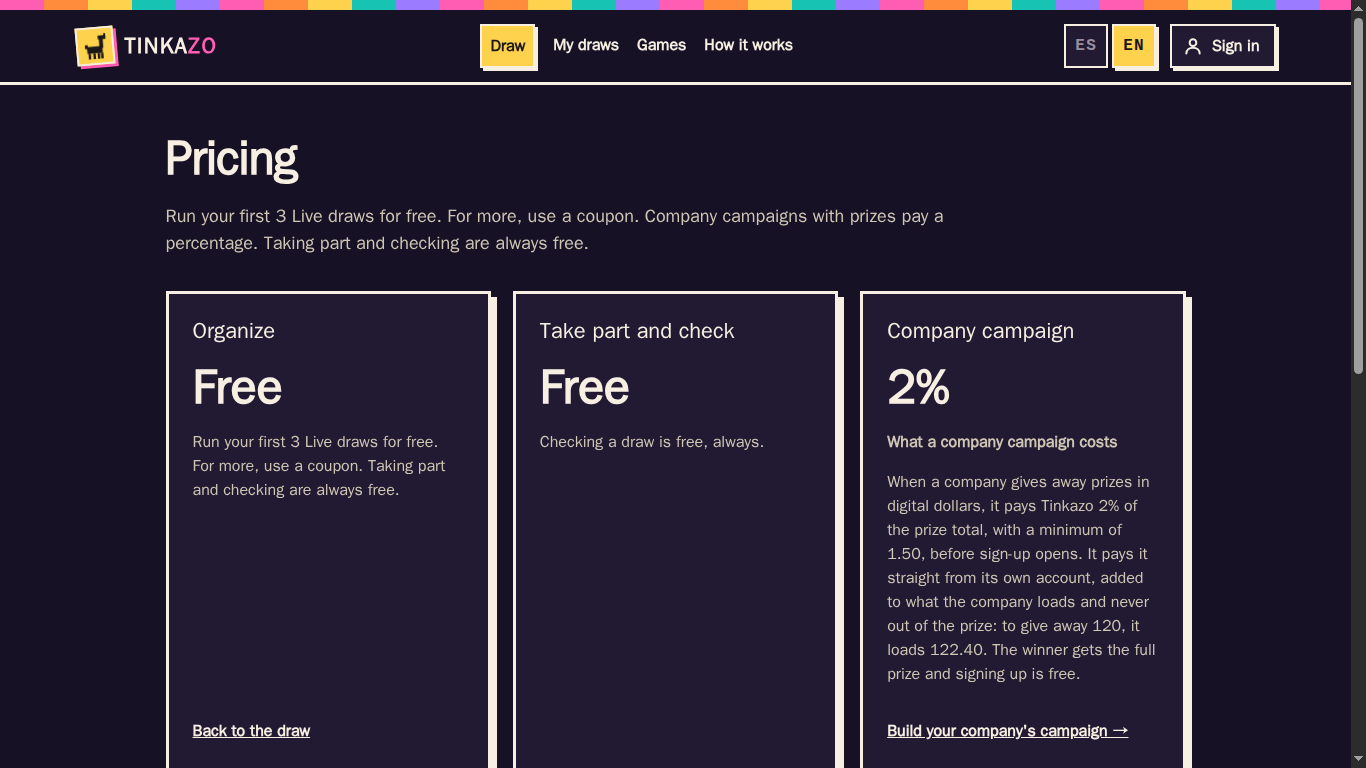 TINKAZO
Draw
My draws
Games
How it works
ES
EN
Sign in
Pricing
Run your first 3 Live draws for free. For more, use a coupon. Company campaigns with prizes pay a
percentage. Taking part and checking are always free.
Organize
Free
Run your first 3 Live draws for free.
For more, use a coupon. Taking part
and checking are always free.
Back to the draw
Take part and check
Free
Checking a draw is free, always.
Company campaign
2%
What a company campaign costs
When a company gives away prizes in
digital dollars, it pays Tinkazo 2% of
the prize total, with a minimum of
1.50, before sign-up opens. It pays it
straight from its own account, added
to what the company loads and never
out of the prize: to give away 120, it
loads 122.40. The winner gets the full
prize and signing up is free.
Build your company's campaign →